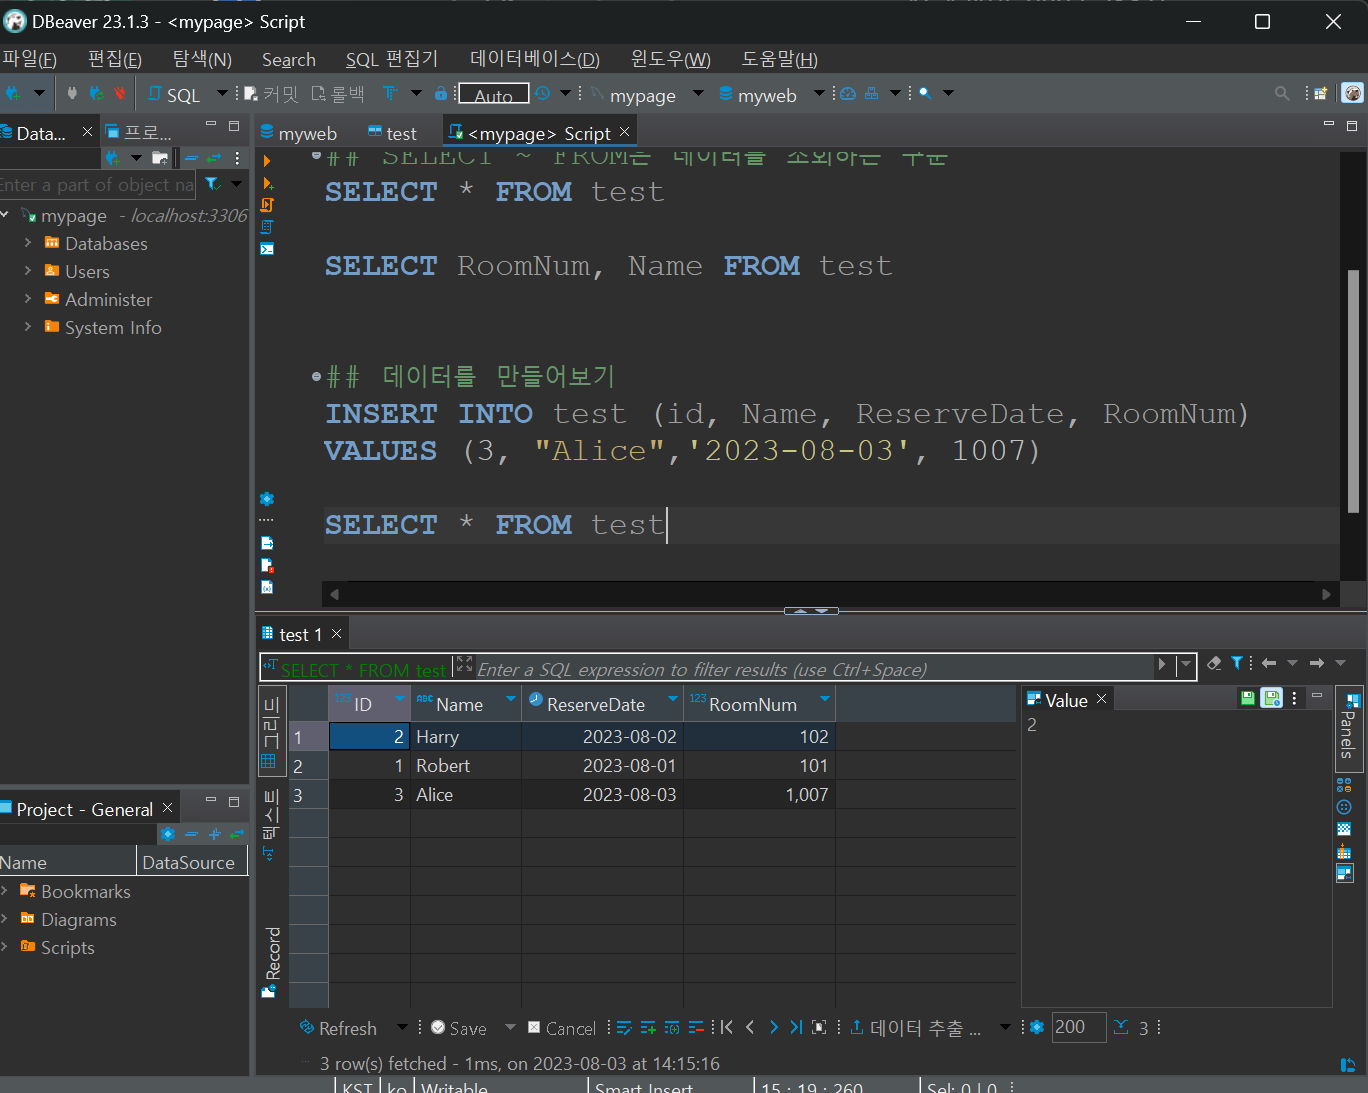 DBeaver 23.1.3 - <mypage> Script
파일(F) 편집(E) 탐색(N) Search SQL 편집기 데이터베이스(D) 윈도우(W) 도움말(H)
SQL 커밋 롤백 Auto mypage myweb
Data... 프로...
myweb test <mypage> Script
Enter a part of object na
mypage - localhost:3306
Databases
Users
Administer
System Info
## SELECT ~ FROM은 데이터를 조회하는 구문
SELECT * FROM test
SELECT RoomNum, Name FROM test
## 데이터를 만들어보기
INSERT INTO test (id, Name, ReserveDate, RoomNum)
VALUES (3, "Alice",'2023-08-03', 1007)
SELECT * FROM test
test 1
SELECT * FROM test Enter a SQL expression to filter results (use Ctrl+Space)
그리드
텍스트
Record
123 ID ABC Name ReserveDate 123 RoomNum
1 2 Harry 2023-08-02 102
2 1 Robert 2023-08-01 101
3 3 Alice 2023-08-03 1,007
Value
2
Panels
Refresh Save Cancel 데이터 추출 ... 200 3
3 row(s) fetched - 1ms, on 2023-08-03 at 14:15:16
Project - General
Name DataSource
Bookmarks
Diagrams
Scripts
KST ko Writable Smart Insert 15 : 19 : 260 Sel: 0 | 0